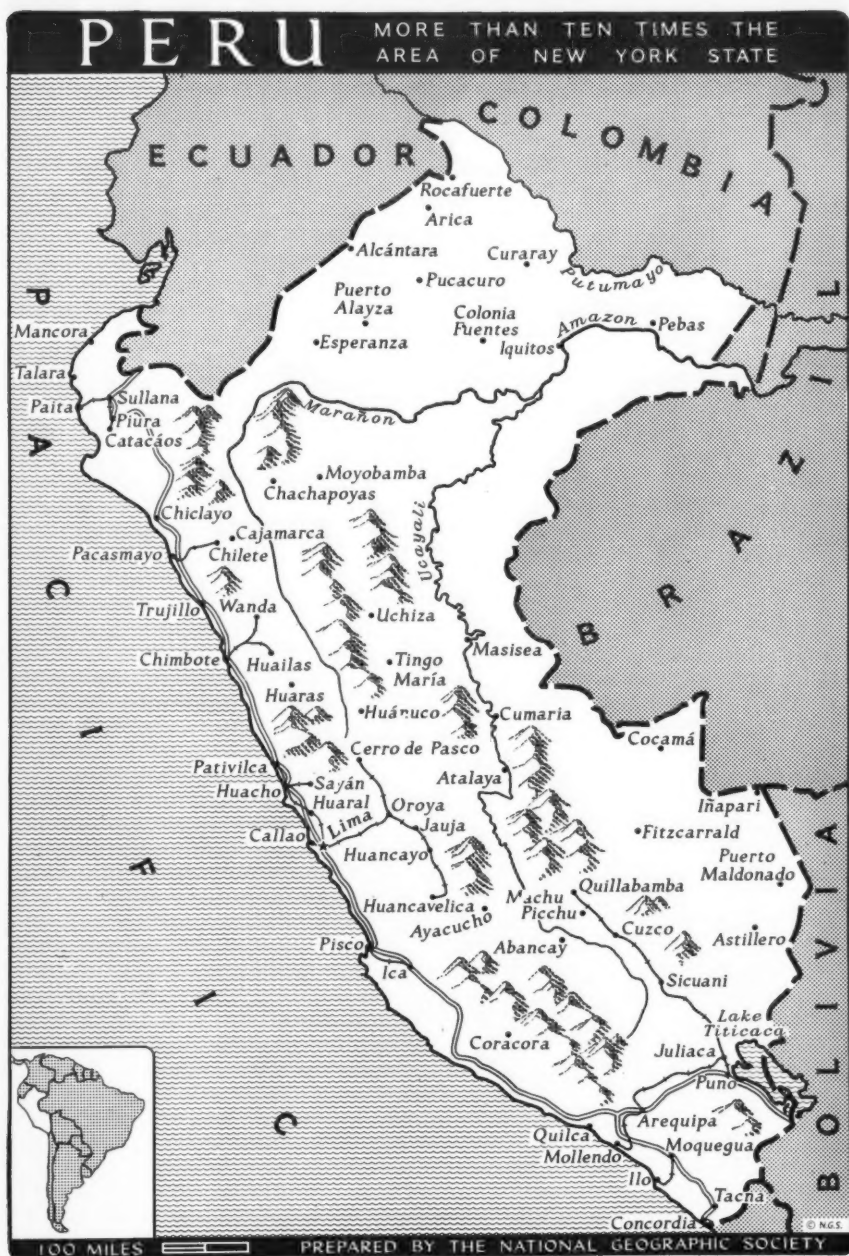 PERU
MORE THAN TEN TIMES THE
AREA OF NEW YORK STATE
ECUADOR
COLOMBIA
Rocafuerte
Arica
Alcántara
Curaray
Putumayo
Pucacuro
Puerto
Alayza
Colonia
Fuentes
Amazon
Pebas
Esperanza
Iquitos
Mancora
Talara
Paita
Sullana
Piura
Catacáos
Marañon
Moyobamba
Chachapoyas
Ucayali
Chiclayo
Cajamarca
Pacasmayo
Chilete
Trujillo
Wanda
Uchiza
Masisea
Chimbote
Huailas
Tingo
María
Huaras
Huánuco
Cumaria
Cerro de Pasco
Cocamá
Pativilca
Sayán
Atalaya
Huacho
Huaral
Oroya
Iñapari
Callao
Lima
Jauja
Fitzcarrald
Huancayo
Puerto
Maldonado
Huancavelica
Machu
Picchu
Quillabamba
Ayacucho
Cuzco
Astillero
Pisco
Abancay
Ica
Sicuani
Lake
Titicaca
Coracora
Juliaca
Puno
Arequipa
Quilca
Moquegua
Mollendo
Ilo
Tacna
Concordia
PACIFIC
BRAZIL
BOLIVIA
© N.G.S.
100 MILES
PREPARED BY THE NATIONAL GEOGRAPHIC SOCIETY